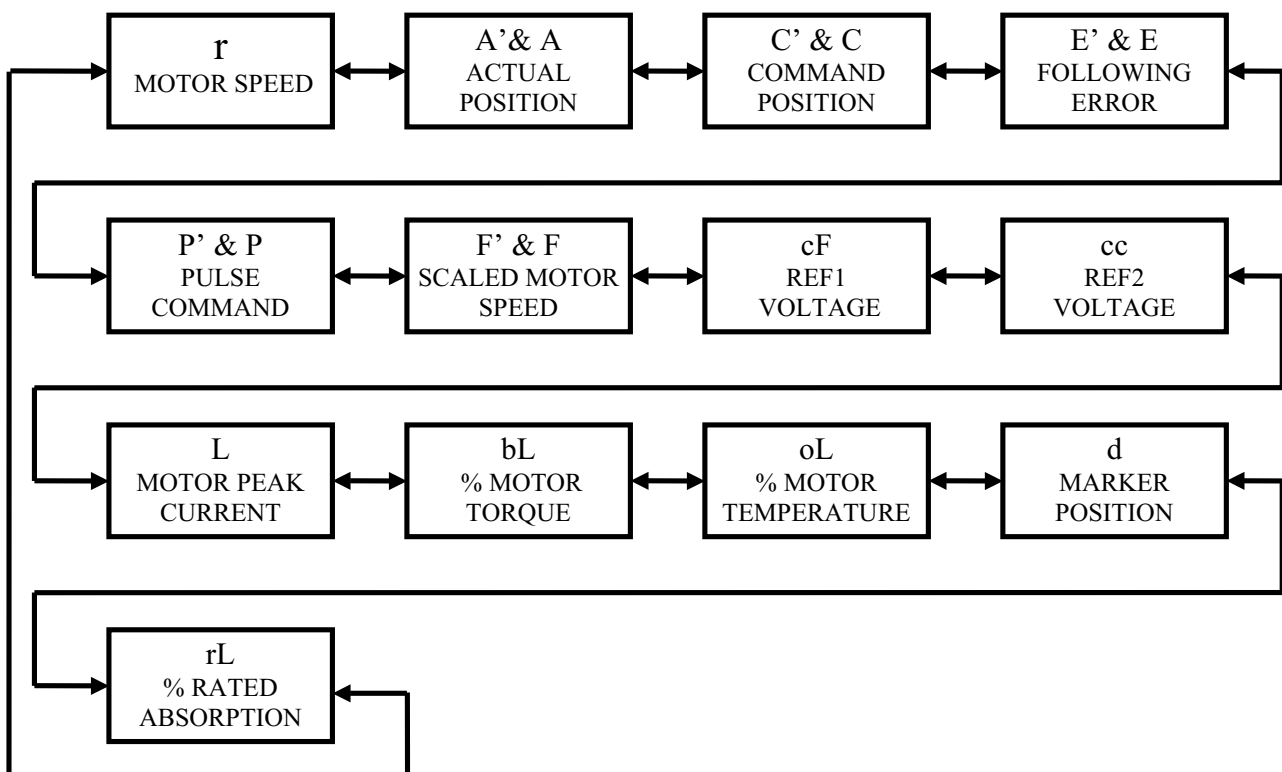 r
MOTOR SPEED
A’& A
ACTUAL
POSITION
C’ & C
COMMAND
POSITION
E’ & E
FOLLOWING
ERROR
P’ & P
PULSE
COMMAND
F’ & F
SCALED MOTOR
SPEED
cF
REF1
VOLTAGE
cc
REF2
VOLTAGE
L
MOTOR PEAK
CURRENT
bL
% MOTOR
TORQUE
oL
% MOTOR
TEMPERATURE
d
MARKER
POSITION
rL
% RATED
ABSORPTION